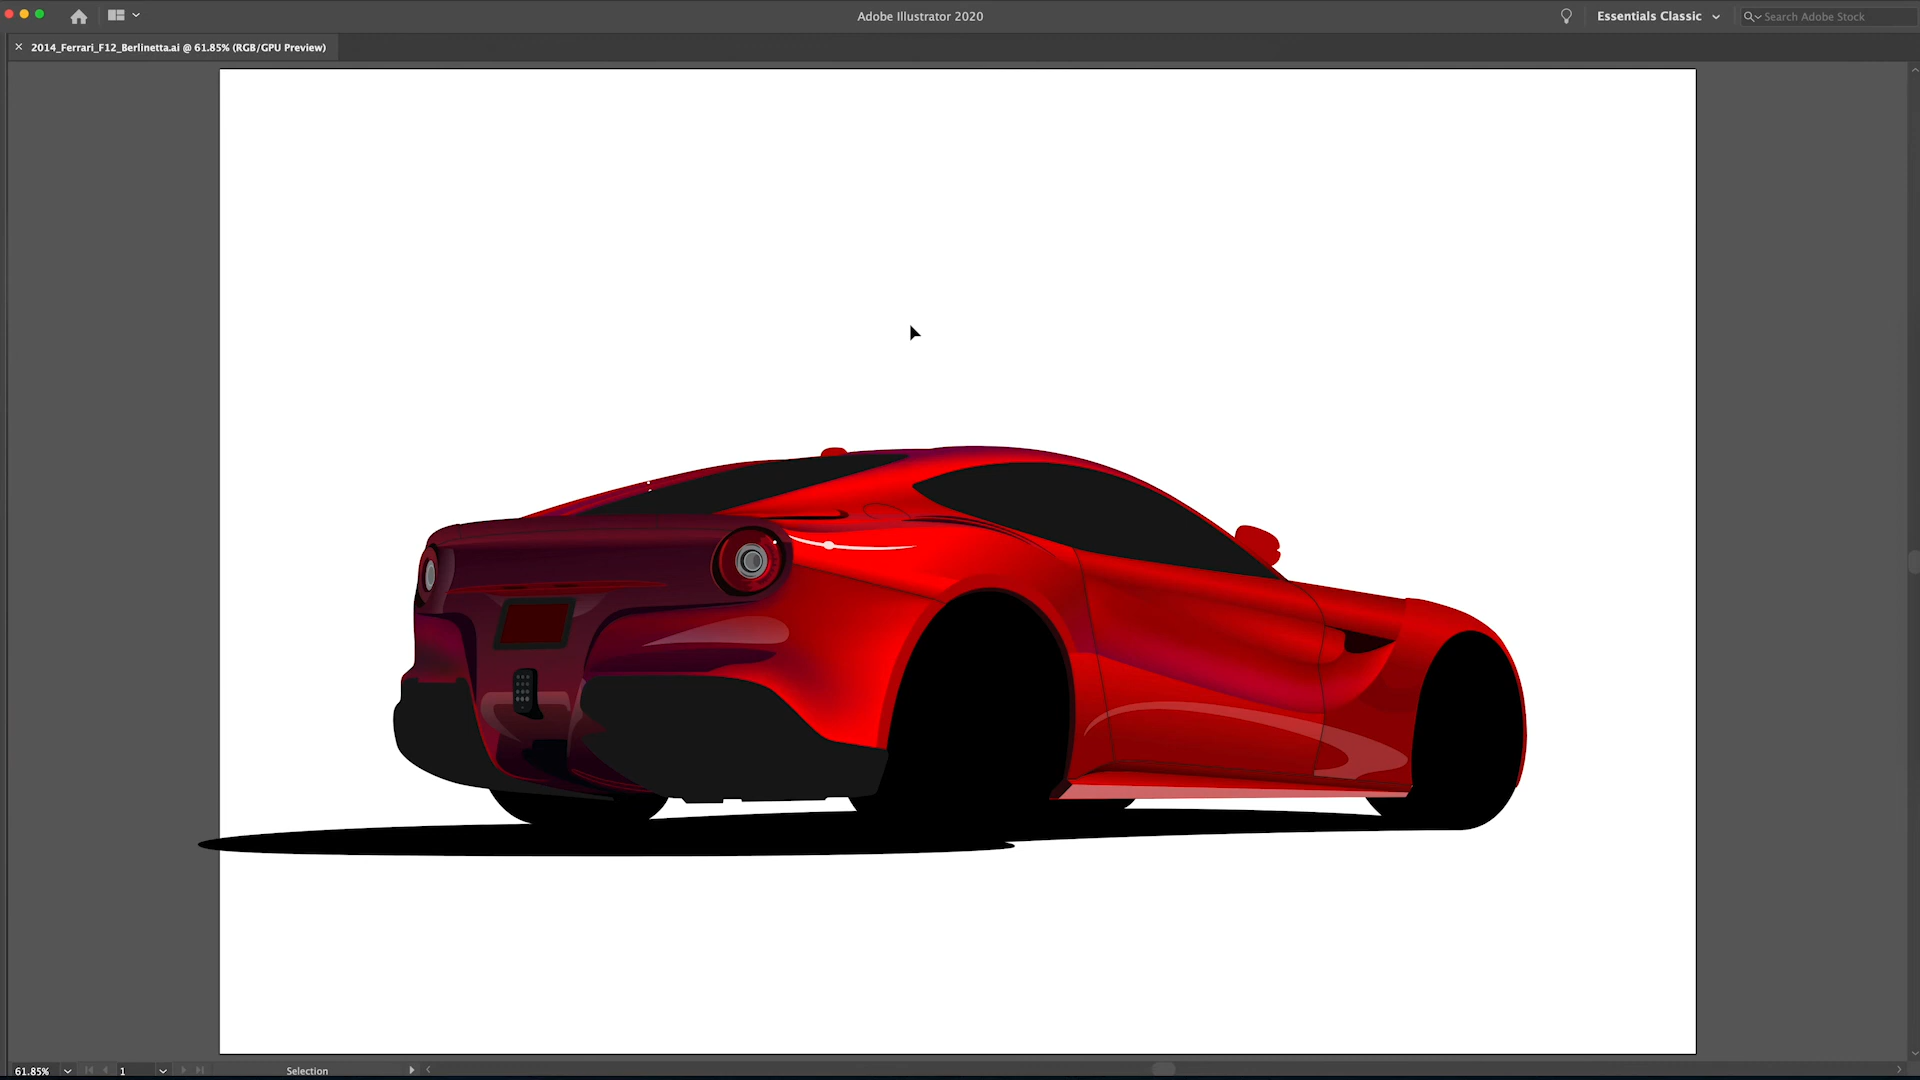 Adobe Illustrator 2020
Essentials Classic
Search Adobe Stock
2014_Ferrari_F12_Berlinetta.ai @ 61.85% (RGB/GPU Preview)
61.85%
1
Selection